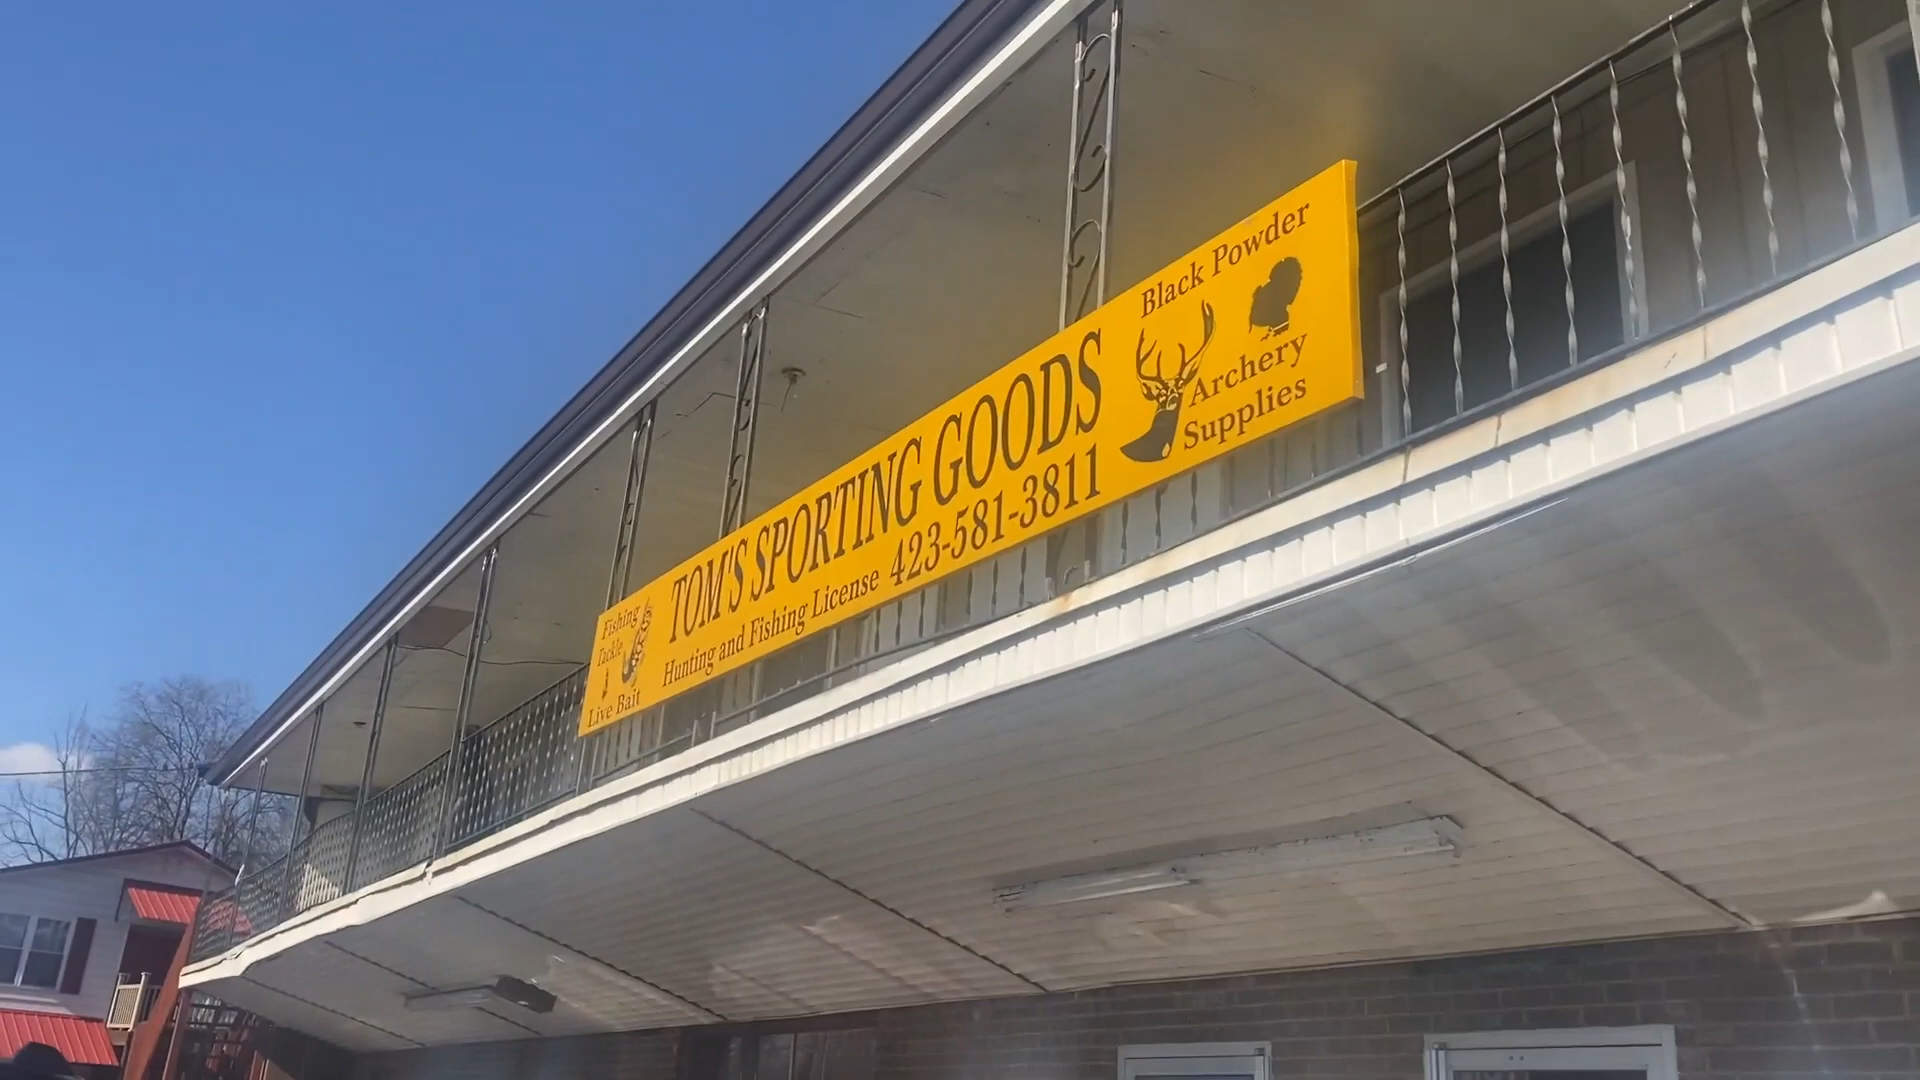 Fishing
Tackle
Live Bait
TOM'S SPORTING GOODS
Hunting and Fishing License 423-581-3811
Black Powder
Archery
Supplies